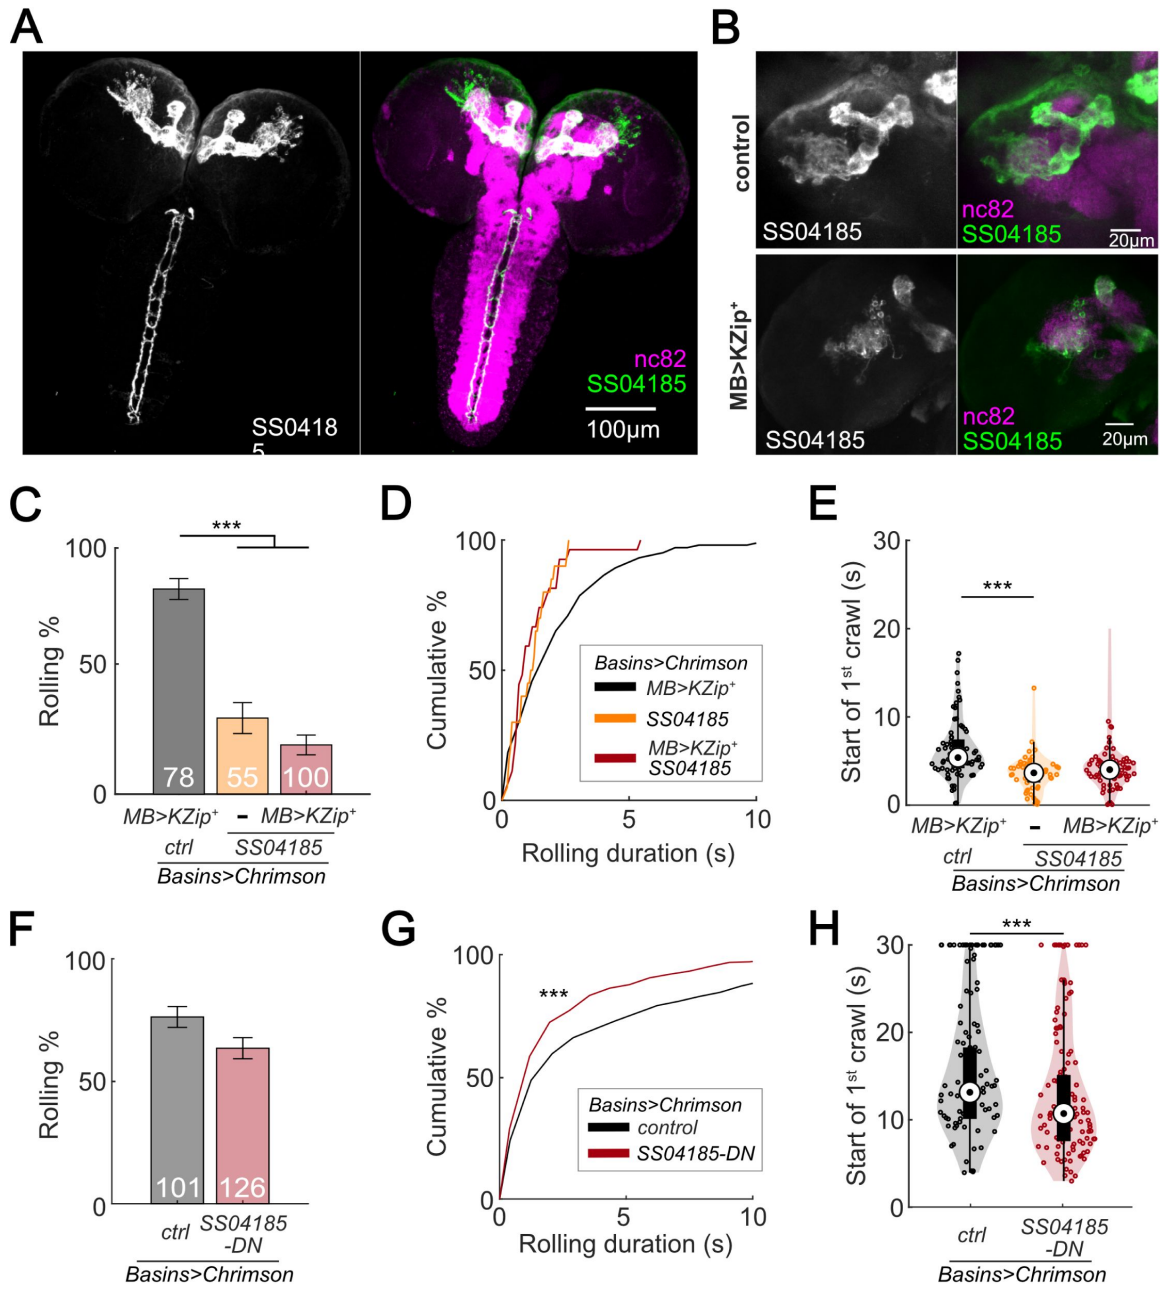 A
SS0418
5
nc82
SS04185
100µm
B
control
SS04185
nc82
SS04185
20µm
MB>KZip+
SS04185
nc82
SS04185
20µm
C
Rolling %
100
50
0
***
78
55
100
MB>KZip+
-
MB>KZip+
ctrl
SS04185
Basins>Chrimson
D
Cumulative %
100
50
0
0
5
10
Rolling duration (s)
Basins>Chrimson
MB>KZip+
SS04185
MB>KZip+
SS04185
E
Start of 1st crawl (s)
30
20
10
0
***
MB>KZip+
-
MB>KZip+
ctrl
SS04185
Basins>Chrimson
F
Rolling %
100
50
0
101
126
ctrl
SS04185
-DN
Basins>Chrimson
G
Cumulative %
100
50
0
***
0
5
10
Rolling duration (s)
Basins>Chrimson
control
SS04185-DN
H
Start of 1st crawl (s)
30
20
10
0
***
ctrl
SS04185
-DN
Basins>Chrimson